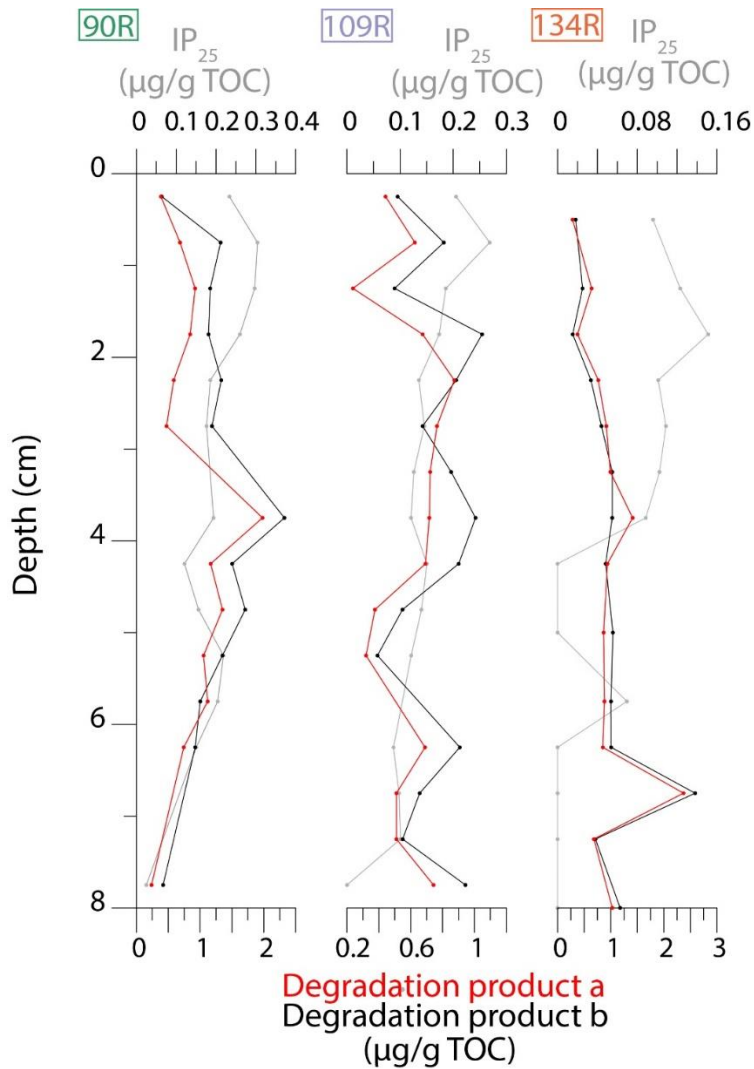 90R 109R 134R
IP25 IP25 IP25
(µg/g TOC) (µg/g TOC) (µg/g TOC)
0 0.1 0.2 0.3 0.4 0 0.1 0.2 0.3 0 0.08 0.16
0
2
4
6
8
Depth (cm)
0 1 2 0.2 0.6 1 0 1 2 3
Degradation product a
Degradation product b
(µg/g TOC)